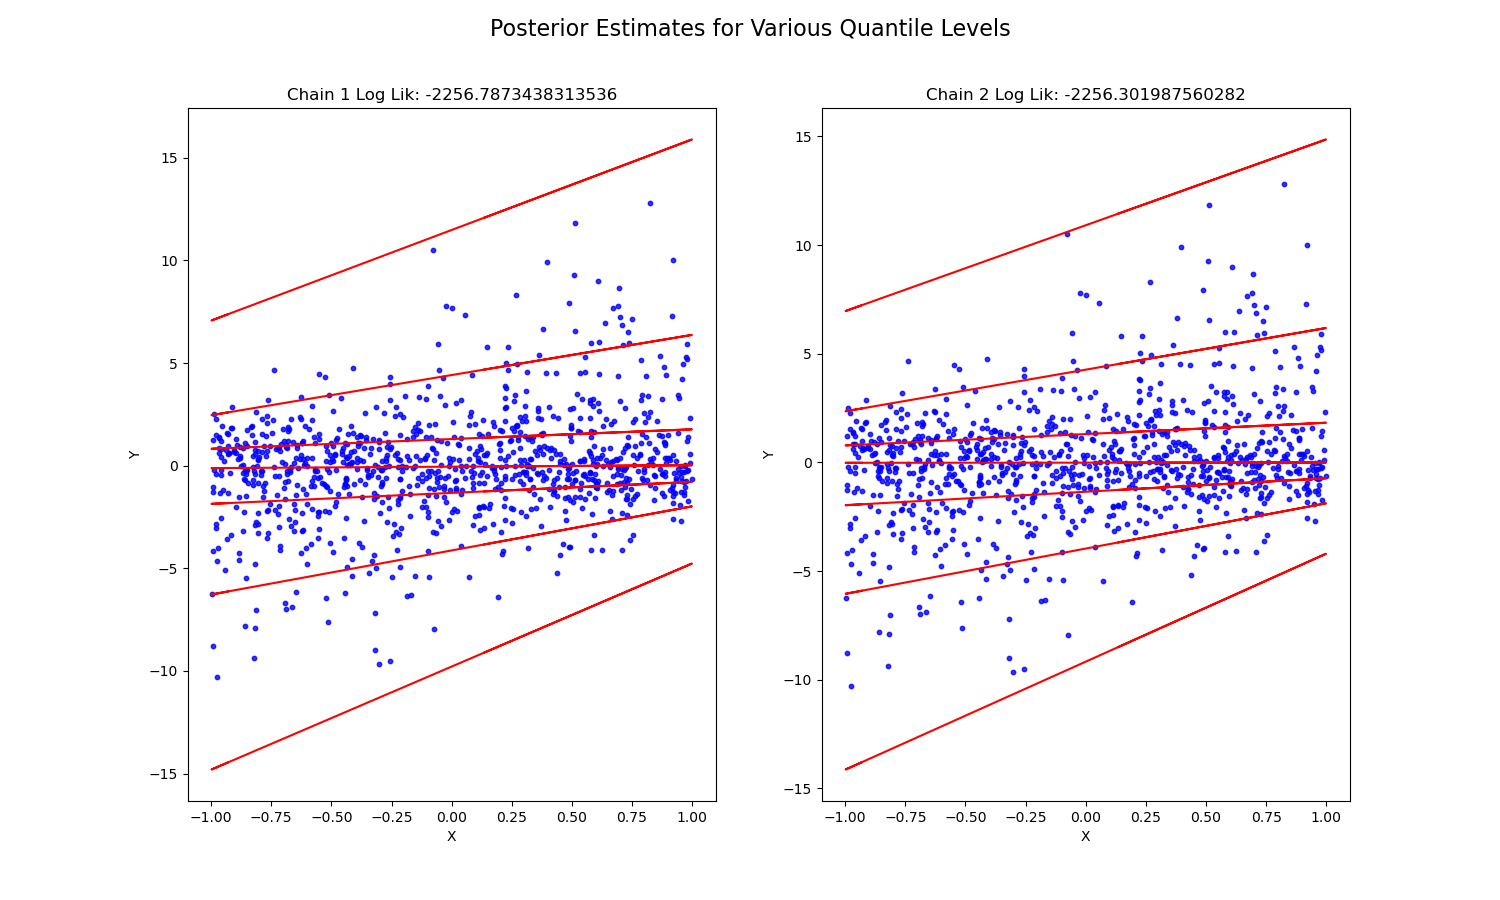 Posterior Estimates for Various Quantile Levels
Chain 1 Log Lik: -2256.7873438313536
15
10
5
0
−5
−10
−15
Y
−1.00 −0.75 −0.50 −0.25 0.00 0.25 0.50 0.75 1.00
X
Chain 2 Log Lik: -2256.301987560282
15
10
5
0
−5
−10
−15
Y
−1.00 −0.75 −0.50 −0.25 0.00 0.25 0.50 0.75 1.00
X